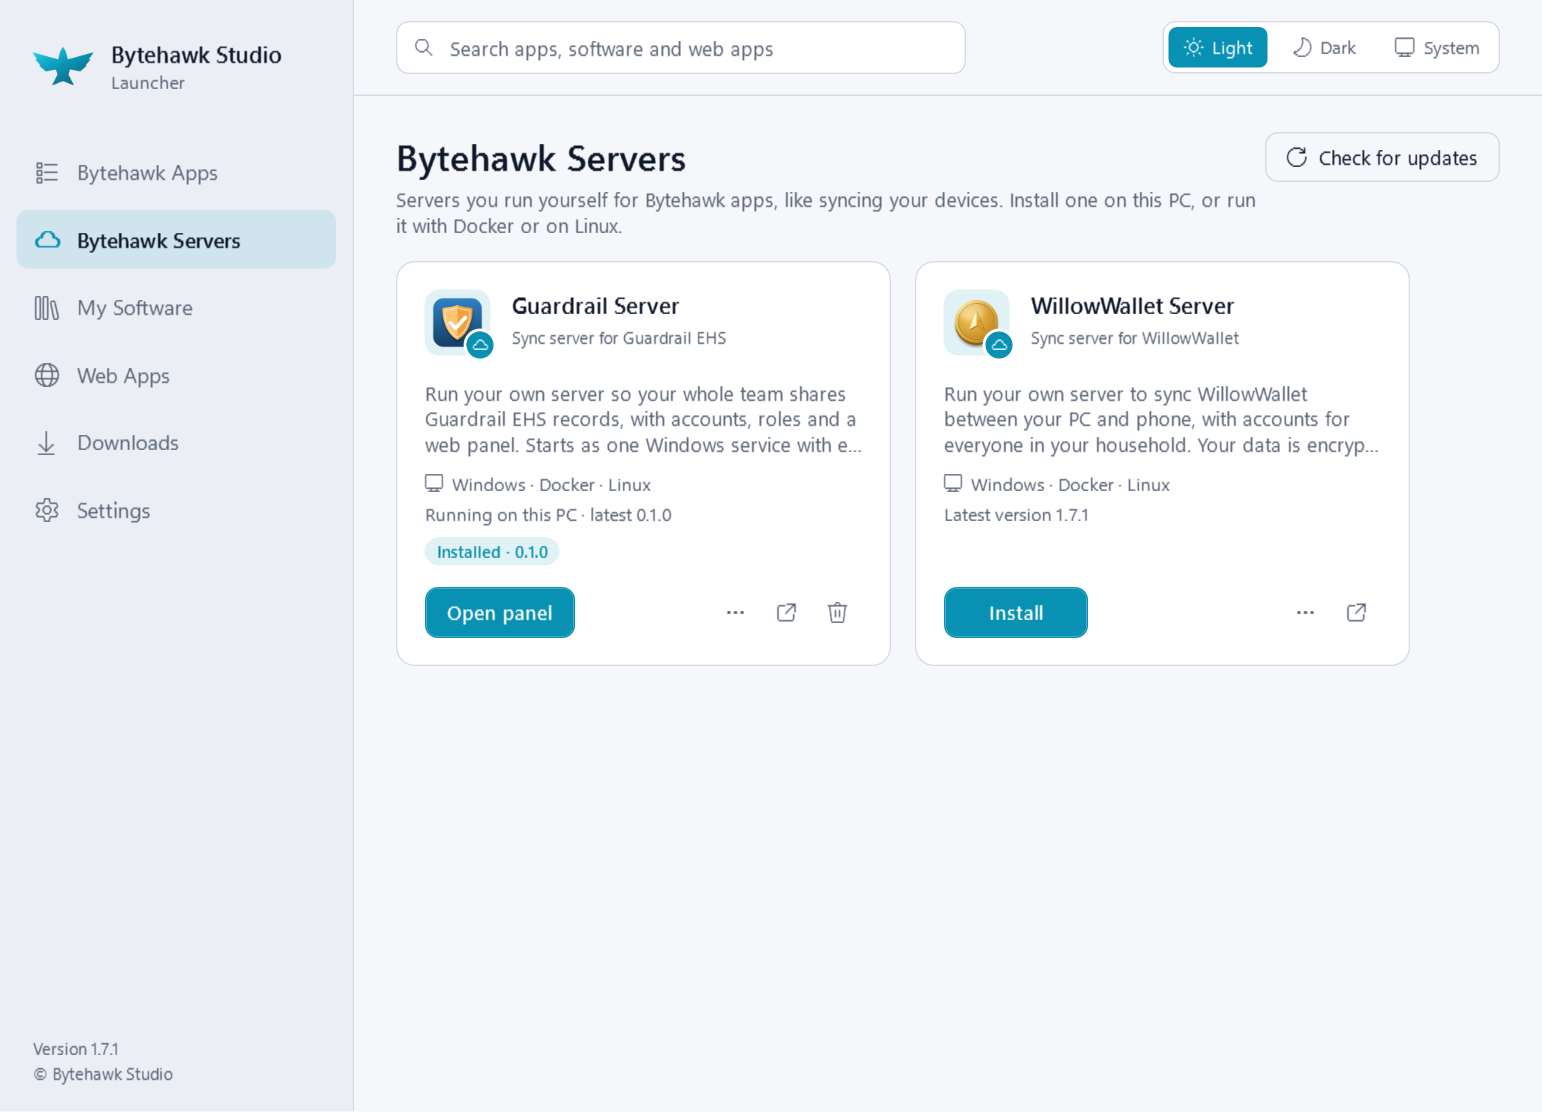 Bytehawk Studio
Launcher
Bytehawk Apps
Bytehawk Servers
My Software
Web Apps
Downloads
Settings
Version 1.7.1
© Bytehawk Studio
Search apps, software and web apps
Light
Dark
System
Bytehawk Servers
Check for updates
Servers you run yourself for Bytehawk apps, like syncing your devices. Install one on this PC, or run
it with Docker or on Linux.
Guardrail Server
Sync server for Guardrail EHS
Run your own server so your whole team shares
Guardrail EHS records, with accounts, roles and a
web panel. Starts as one Windows service with e...
Windows · Docker · Linux
Running on this PC · latest 0.1.0
Installed · 0.1.0
Open panel
WillowWallet Server
Sync server for WillowWallet
Run your own server to sync WillowWallet
between your PC and phone, with accounts for
everyone in your household. Your data is encryp...
Windows · Docker · Linux
Latest version 1.7.1
Install